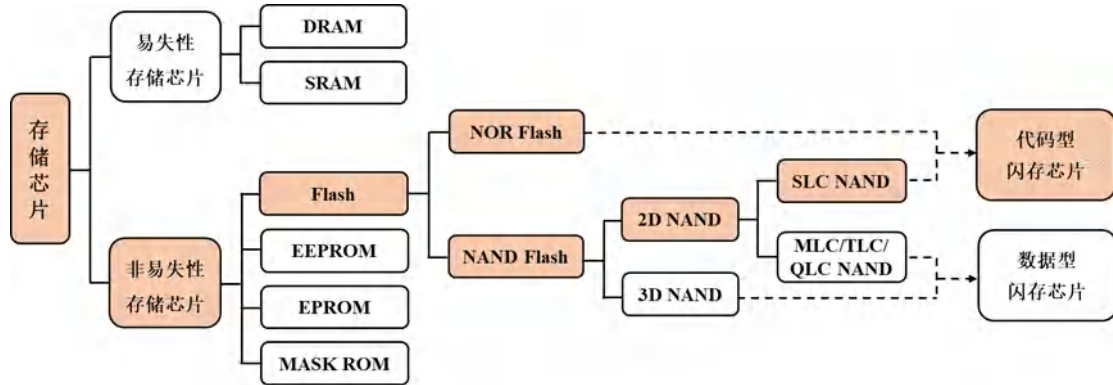 存储芯片
易失性
存储芯片
DRAM
SRAM
非易失性
存储芯片
Flash
EEPROM
EPROM
MASK ROM
NOR Flash
NAND Flash
2D NAND
3D NAND
SLC NAND
MLC/TLC/
QLC NAND
代码型
闪存芯片
数据型
闪存芯片